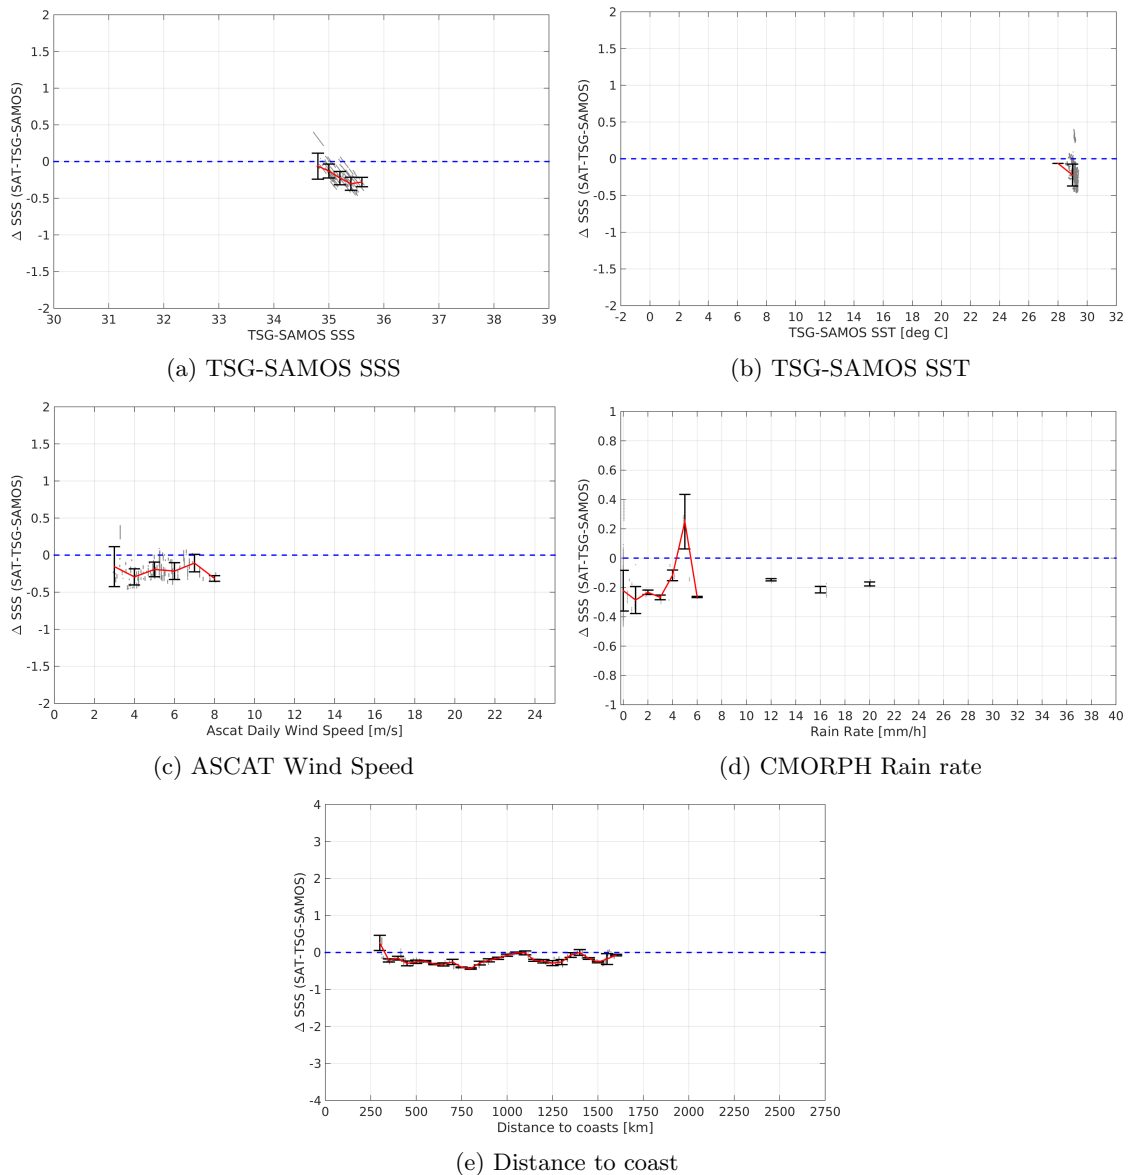 2
1.5
1
0.5
0
-0.5
-1
-1.5
-2
Δ SSS (SAT-TSG-SAMOS)
30 31 32 33 34 35 36 37 38 39
TSG-SAMOS SSS
(a) TSG-SAMOS SSS
2
1.5
1
0.5
0
-0.5
-1
-1.5
-2
Δ SSS (SAT-TSG-SAMOS)
-2 0 2 4 6 8 10 12 14 16 18 20 22 24 26 28 30 32
TSG-SAMOS SST [deg C]
(b) TSG-SAMOS SST
2
1.5
1
0.5
0
-0.5
-1
-1.5
-2
Δ SSS (SAT-TSG-SAMOS)
0 2 4 6 8 10 12 14 16 18 20 22 24
Ascat Daily Wind Speed [m/s]
(c) ASCAT Wind Speed
1
0.8
0.6
0.4
0.2
0
-0.2
-0.4
-0.6
-0.8
-1
Δ SSS (SAT-TSG-SAMOS)
0 2 4 6 8 10 12 14 16 18 20 22 24 26 28 30 32 34 36 38 40
Rain Rate [mm/h]
(d) CMORPH Rain rate
4
3
2
1
0
-1
-2
-3
-4
Δ SSS (SAT-TSG-SAMOS)
0 250 500 750 1000 1250 1500 1750 2000 2250 2500 2750
Distance to coasts [km]
(e) Distance to coast